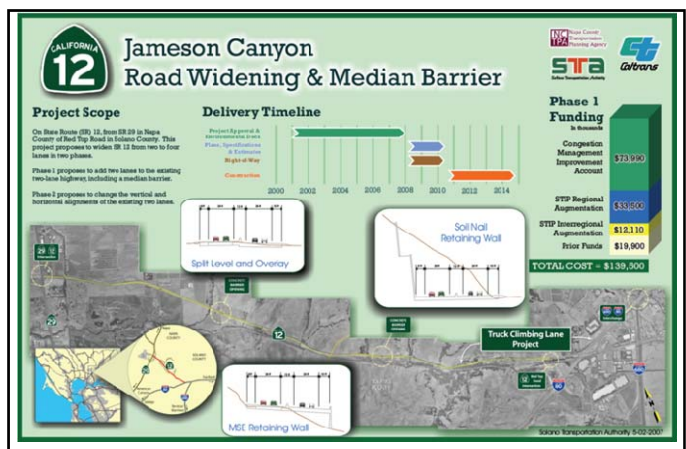 CALIFORNIA
12
Jameson Canyon
Road Widening & Median Barrier
Napa County
Planning Agency
STA
Solano Transportation Authority
Caltrans
Project Scope
On State Route (SR) 12, from SR 29 in Napa
County of Red Top Road in Solano County. This
project proposes to widen SR 12 from two to four
lanes in two phases.
Phase 1 proposes to add two lanes to be existing
two-lane highway, including a median barrier.
Phase 2 proposes to change the vertical and
horizontal alignments of the existing two lanes.
Delivery Timeline
Project Approval &
Environmental
Plans, Specifications
& Estimates
Right-of-Way
Construction
2000
2002
2004
2006
2008
2010
2012
2014
Phase 1
Funding
In thousands
Congestion
Management
Improvement
Account
$73,990
STIP Regional
Augmentation
$33,500
STIP Interregional
Augmentation
$12,110
Prior Funds
$19,900
TOTAL COST = $139,500
Split Level and Overlay
Soil Nail
Retaining Wall
MSE Retaining Wall
29
12
Truck Climbing Lane
Project
Solano Transportation Authority 5-02-2007